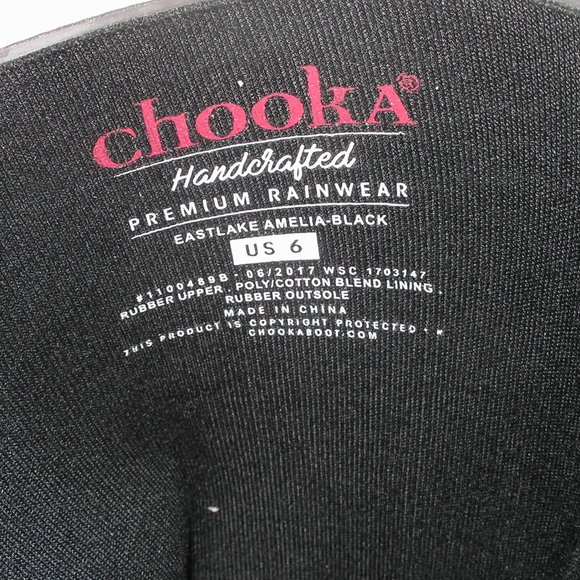 chooka®
Handcrafted
PREMIUM RAINWEAR
EASTLAKE AMELIA-BLACK
US 6
#1100489B - 06/2017 WSC 1703147
RUBBER UPPER, POLY/COTTON BLEND LINING,
RUBBER OUTSOLE
MADE IN CHINA
THIS PRODUCT IS COPYRIGHT PROTECTED - #
CHOOKABOOT.COM